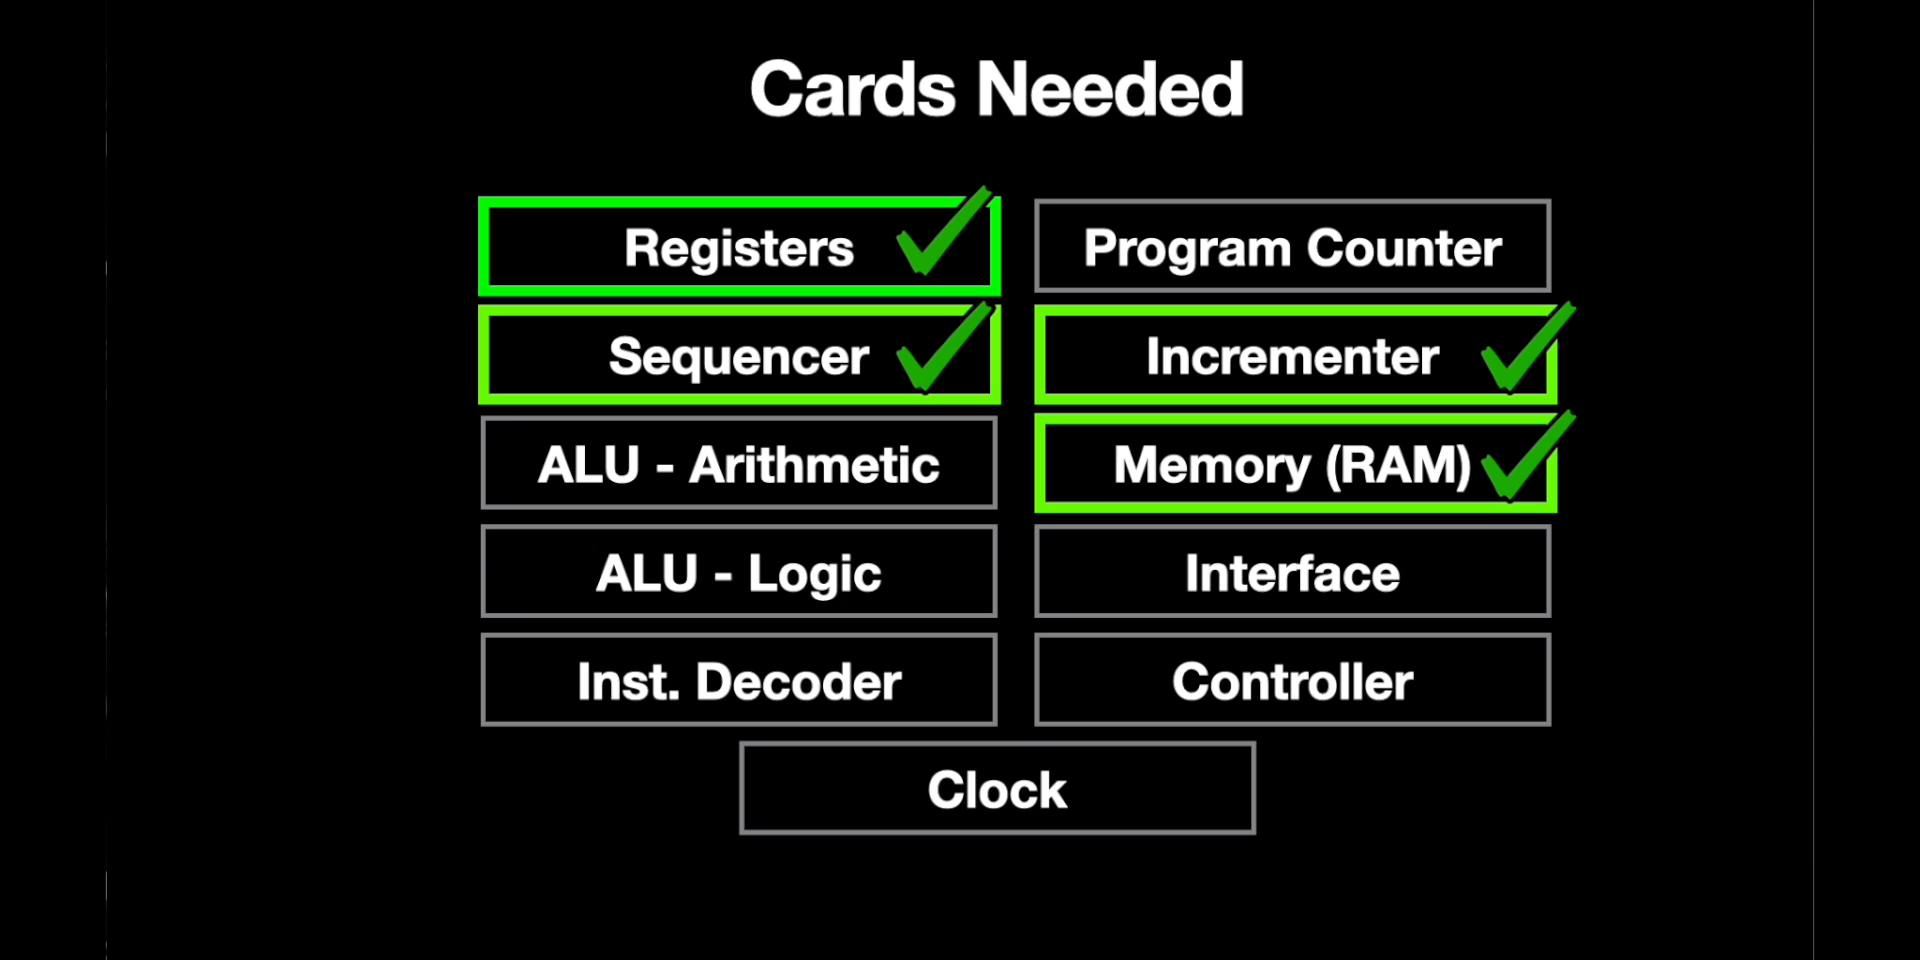 Cards Needed
Registers
Program Counter
Sequencer
Incrementer
ALU - Arithmetic
Memory (RAM)
ALU - Logic
Interface
Inst. Decoder
Controller
Clock